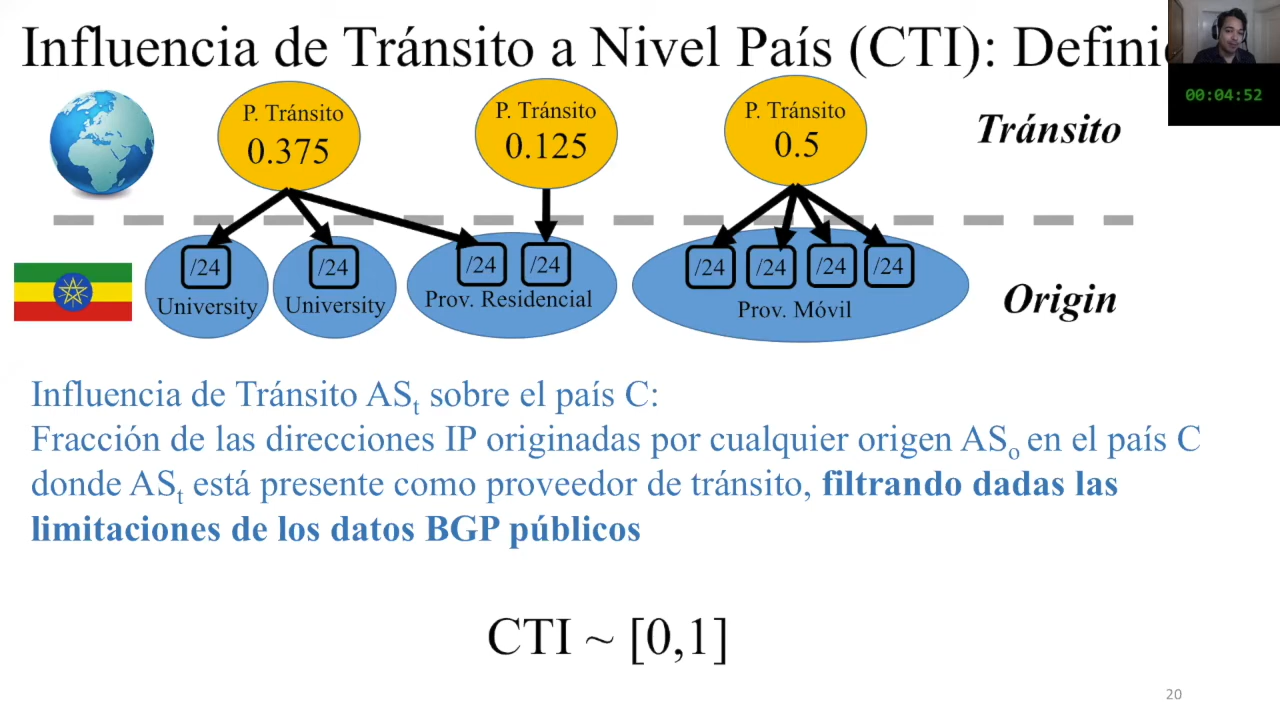 Influencia de Tránsito a Nivel País (CTI): Defini
00:04:52
P. Tránsito
0.375
P. Tránsito
0.125
P. Tránsito
0.5
Tránsito
/24
University
/24
University
/24 /24
Prov. Residencial
/24 /24 /24 /24
Prov. Móvil
Origin
Influencia de Tránsito ASt sobre el país C:
Fracción de las direcciones IP originadas por cualquier origen ASo en el país C
donde ASt está presente como proveedor de tránsito, filtrando dadas las
limitaciones de los datos BGP públicos
CTI ~ [0,1]
20